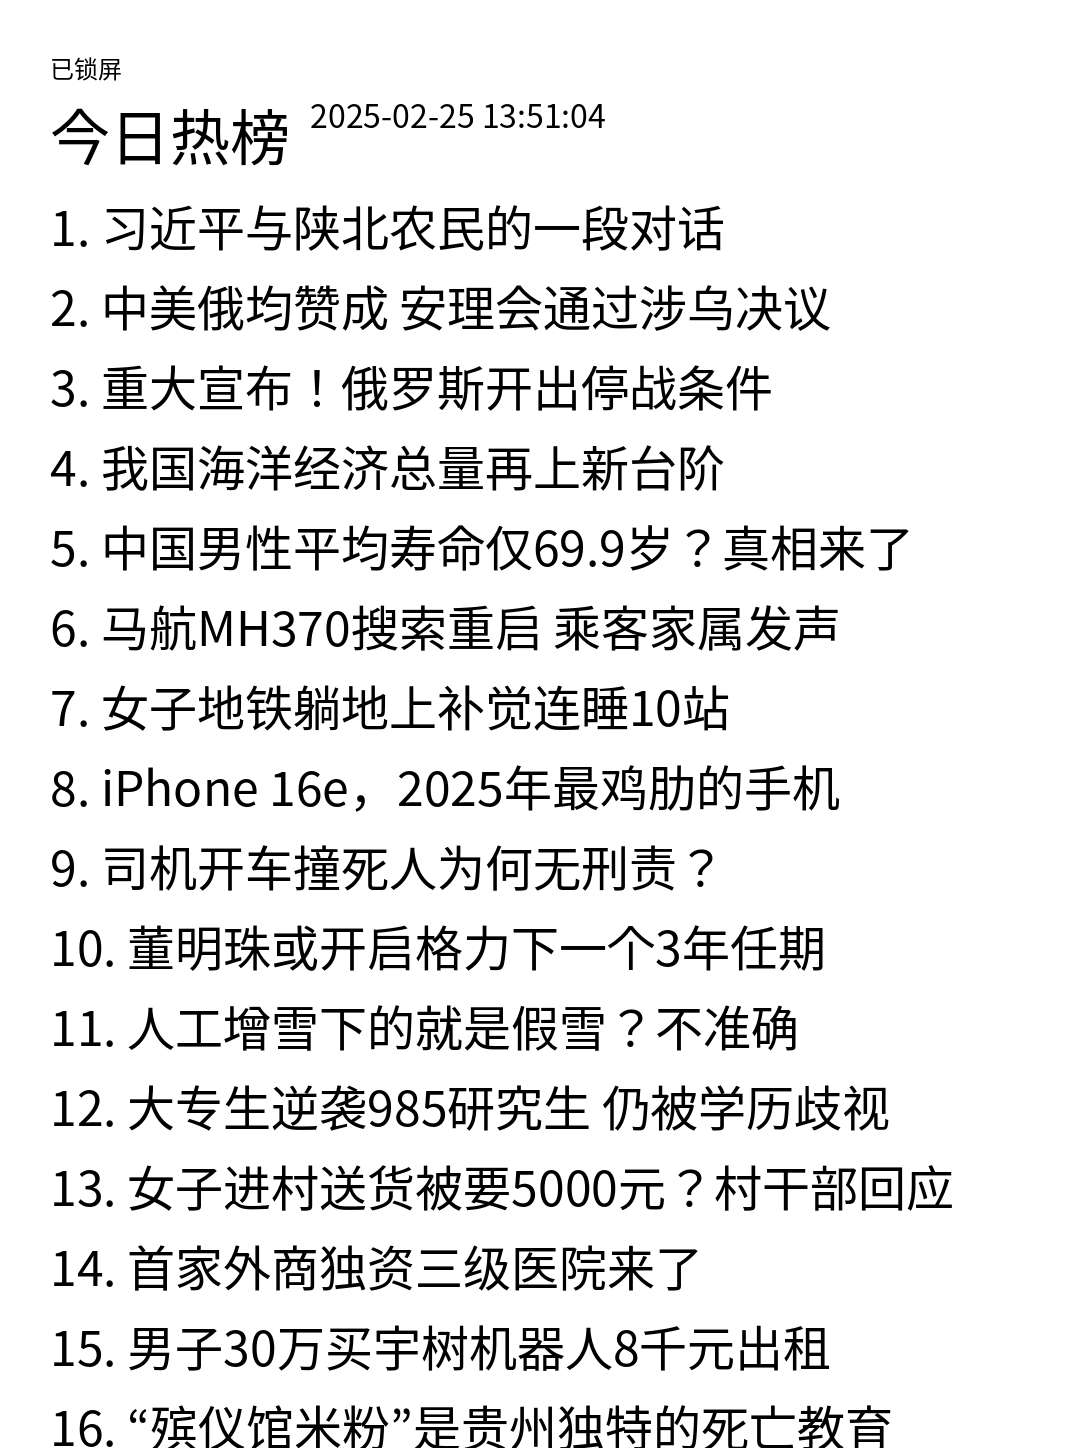 已锁屏
今日热榜 2025-02-25 13:51:04
1. 习近平与陕北农民的一段对话
2. 中美俄均赞成 安理会通过涉乌决议
3. 重大宣布！俄罗斯开出停战条件
4. 我国海洋经济总量再上新台阶
5. 中国男性平均寿命仅69.9岁？真相来了
6. 马航MH370搜索重启 乘客家属发声
7. 女子地铁躺地上补觉连睡10站
8. iPhone 16e，2025年最鸡肋的手机
9. 司机开车撞死人为何无刑责？
10. 董明珠或开启格力下一个3年任期
11. 人工增雪下的就是假雪？不准确
12. 大专生逆袭985研究生 仍被学历歧视
13. 女子进村送货被要5000元？村干部回应
14. 首家外商独资三级医院来了
15. 男子30万买宇树机器人8千元出租
16. “殡仪馆米粉”是贵州独特的死亡教育